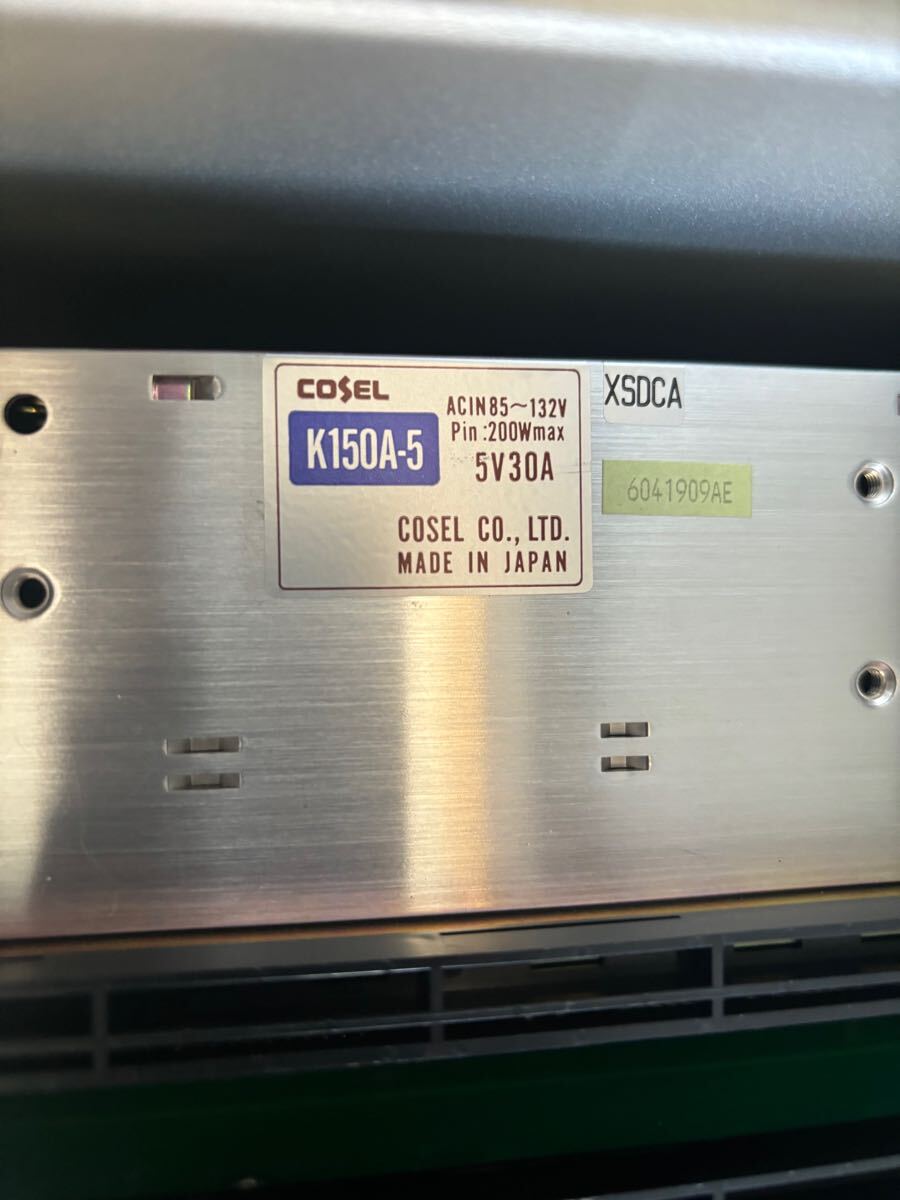 COSEL
K150A-5
ACIN85~132V
Pin:200Wmax
5V30A
COSEL CO., LTD.
MADE IN JAPAN
XSDCA
6041909AE